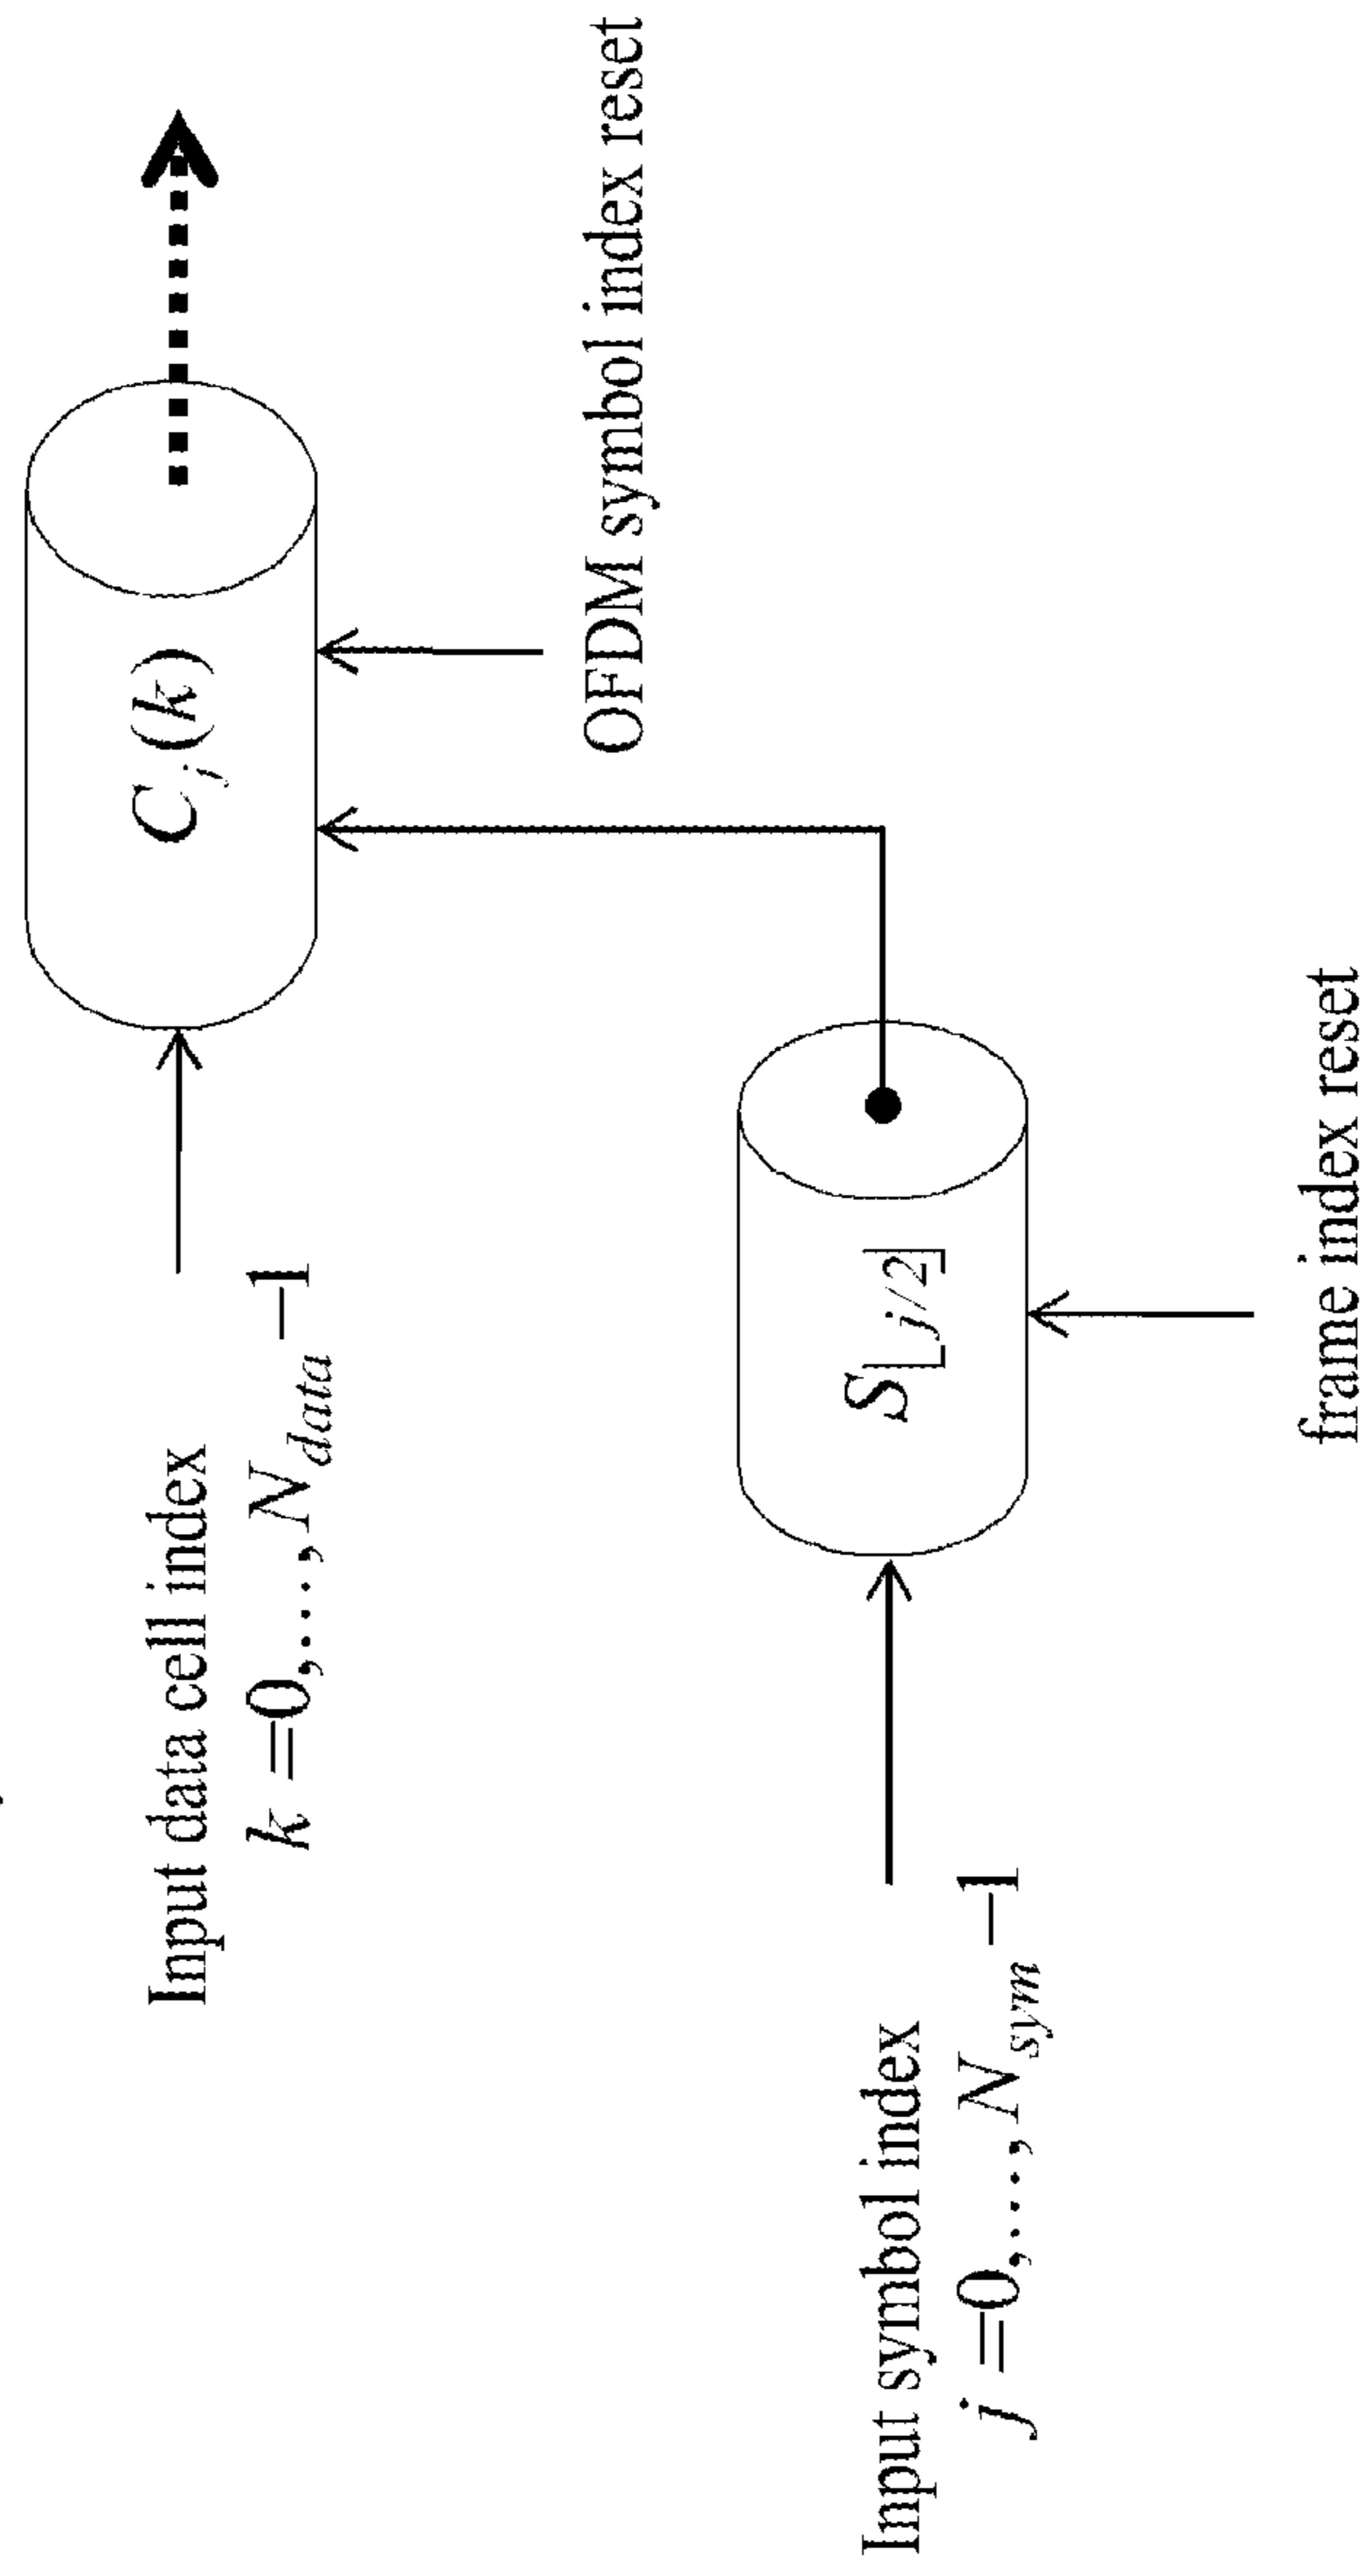 Input data cell index
k =0,...,N_data −1
C_j(k)
OFDM symbol index reset
Input symbol index
j =0,...,N_sym −1
S_⌊j/2⌋
frame index reset